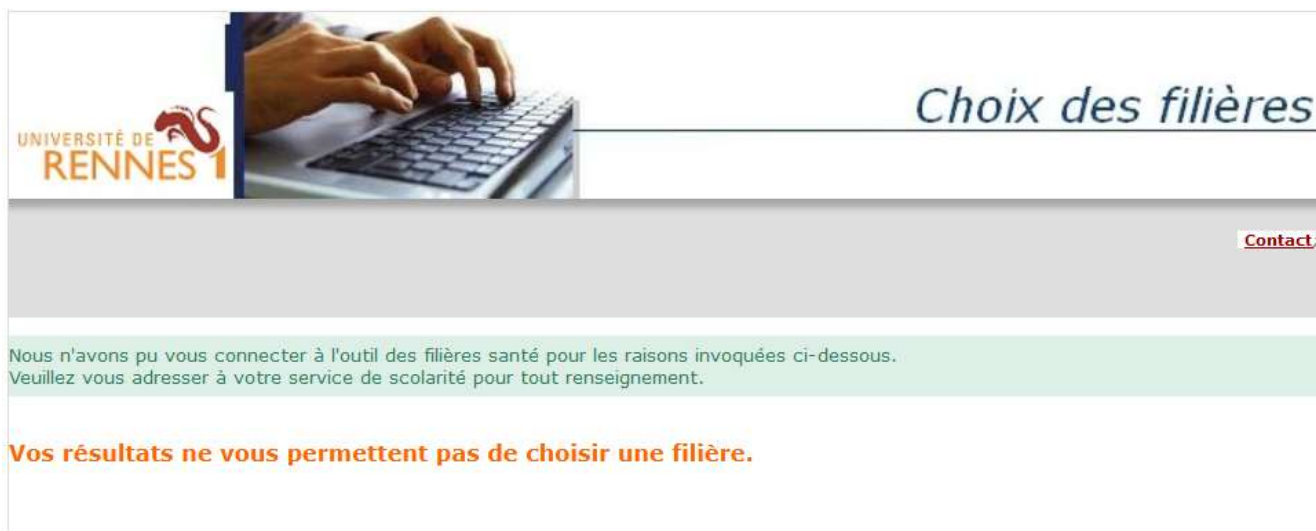 UNIVERSITÉ DE
RENNES 1
Choix des filières
Contact
Nous n'avons pu vous connecter à l'outil des filières santé pour les raisons invoquées ci-dessous.
Veuillez vous adresser à votre service de scolarité pour tout renseignement.
Vos résultats ne vous permettent pas de choisir une filière.